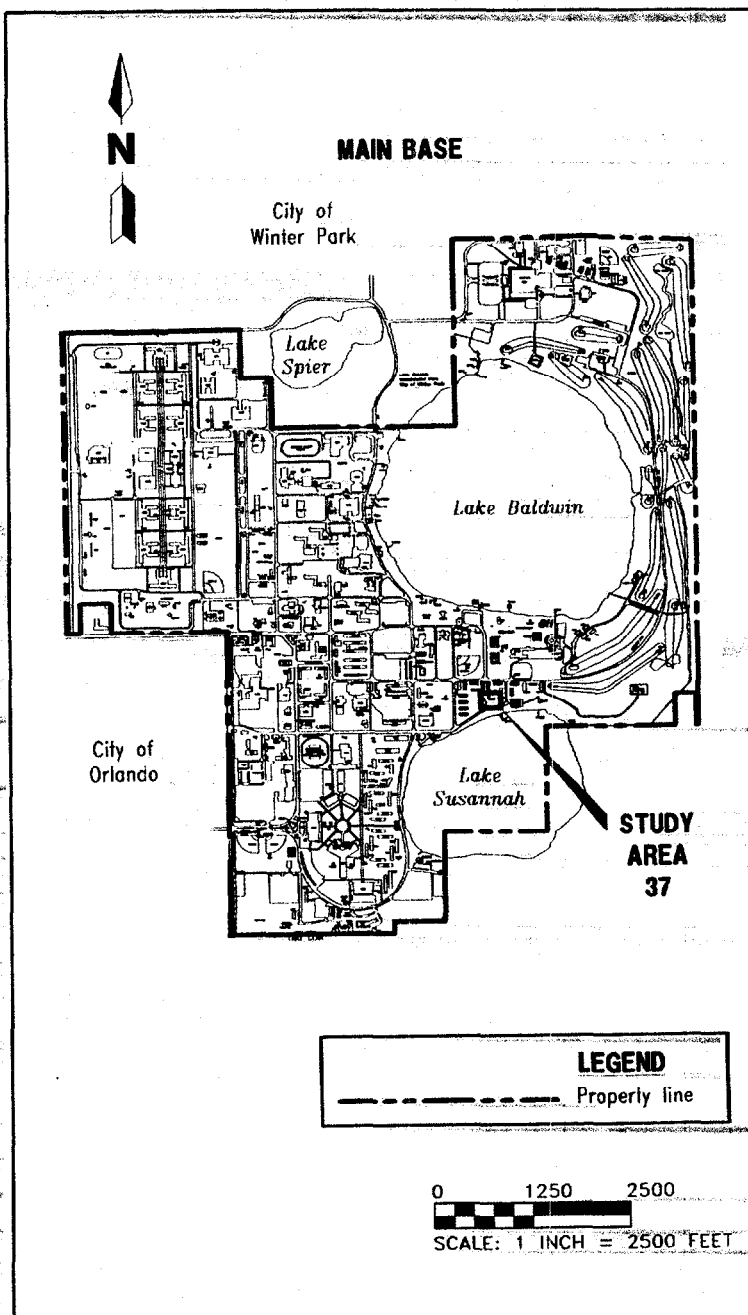 N
MAIN BASE
City of
Winter Park
Lake
Spier
Lake Baldwin
City of
Orlando
Lake
Susannah
STUDY
AREA
37
LEGEND
Property line
0 1250 2500
SCALE: 1 INCH = 2500 FEET